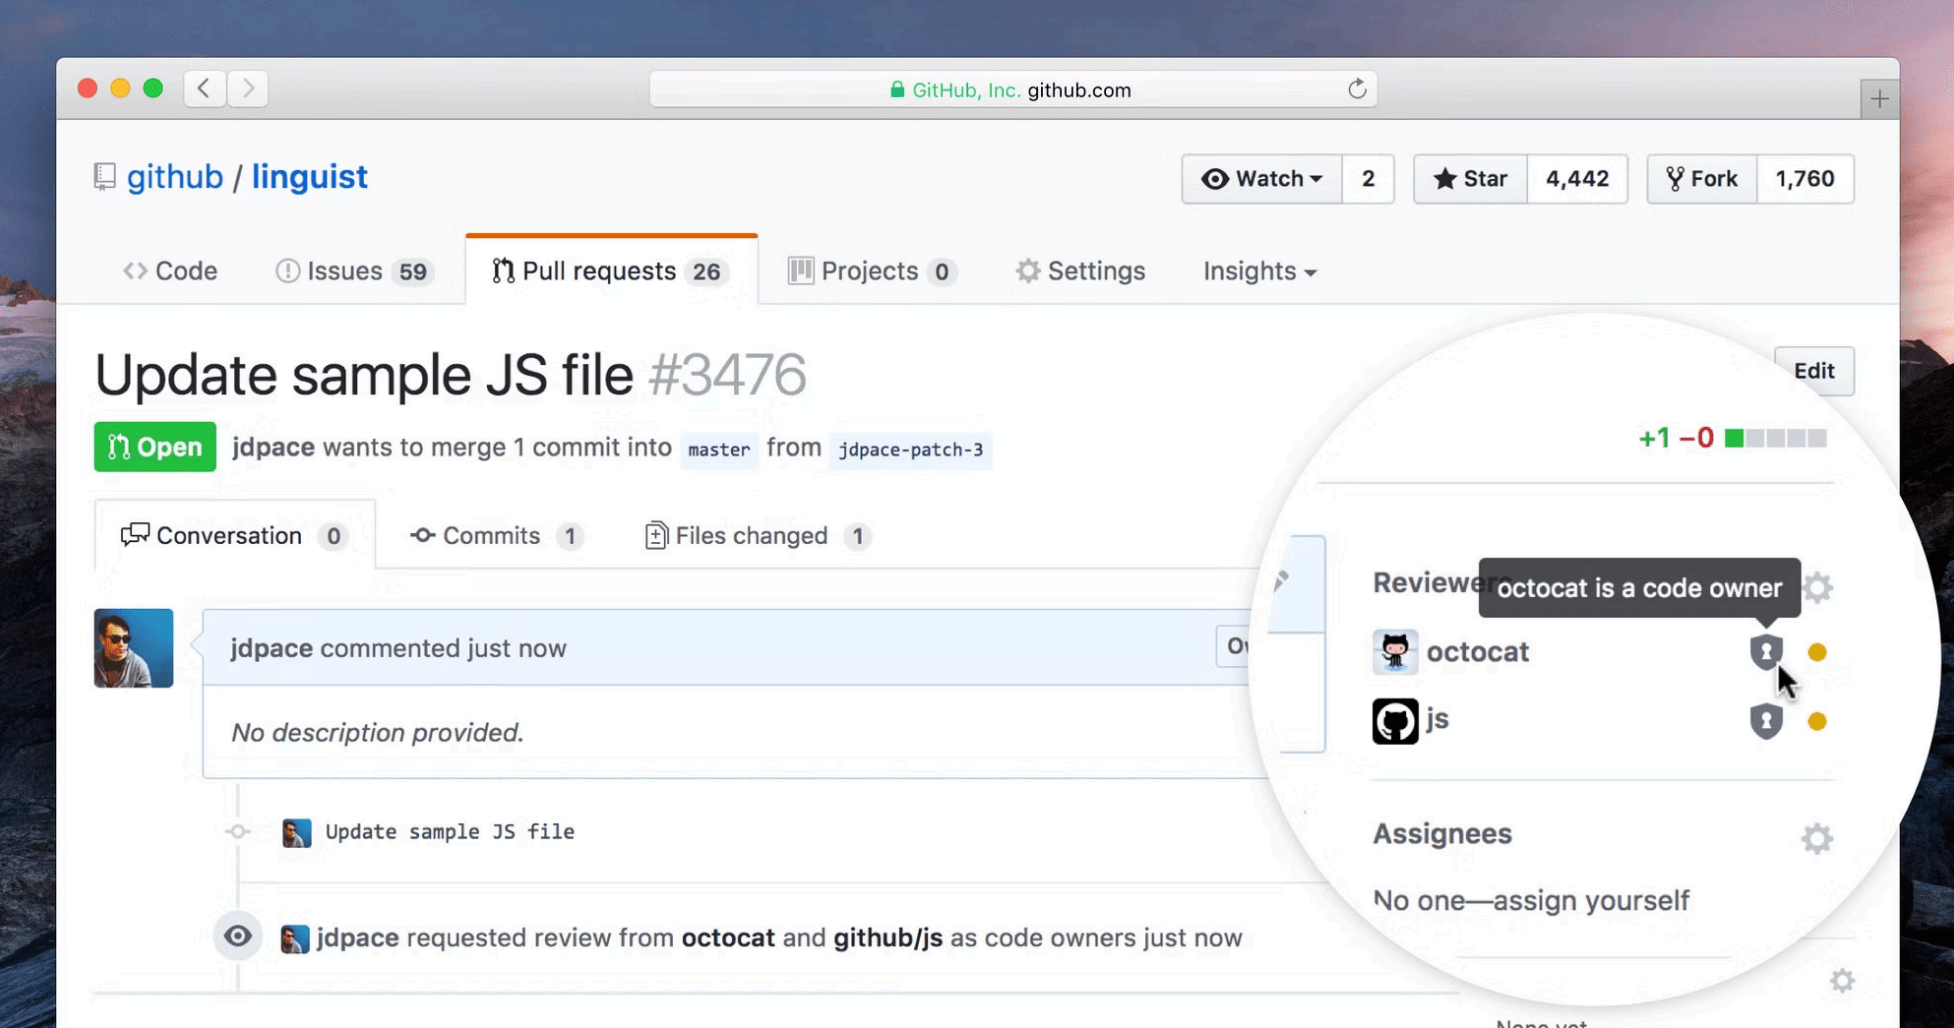 GitHub, Inc. github.com
github / linguist
Watch 2 Star 4,442 Fork 1,760
Code Issues 59 Pull requests 26 Projects 0 Settings Insights
Update sample JS file #3476
Edit
Open jdpace wants to merge 1 commit into master from jdpace-patch-3
+1 −0
Conversation 0 Commits 1 Files changed 1
octocat is a code owner
jdpace commented just now
octocat
js
No description provided.
Assignees
No one—assign yourself
Update sample JS file
jdpace requested review from octocat and github/js as code owners just now